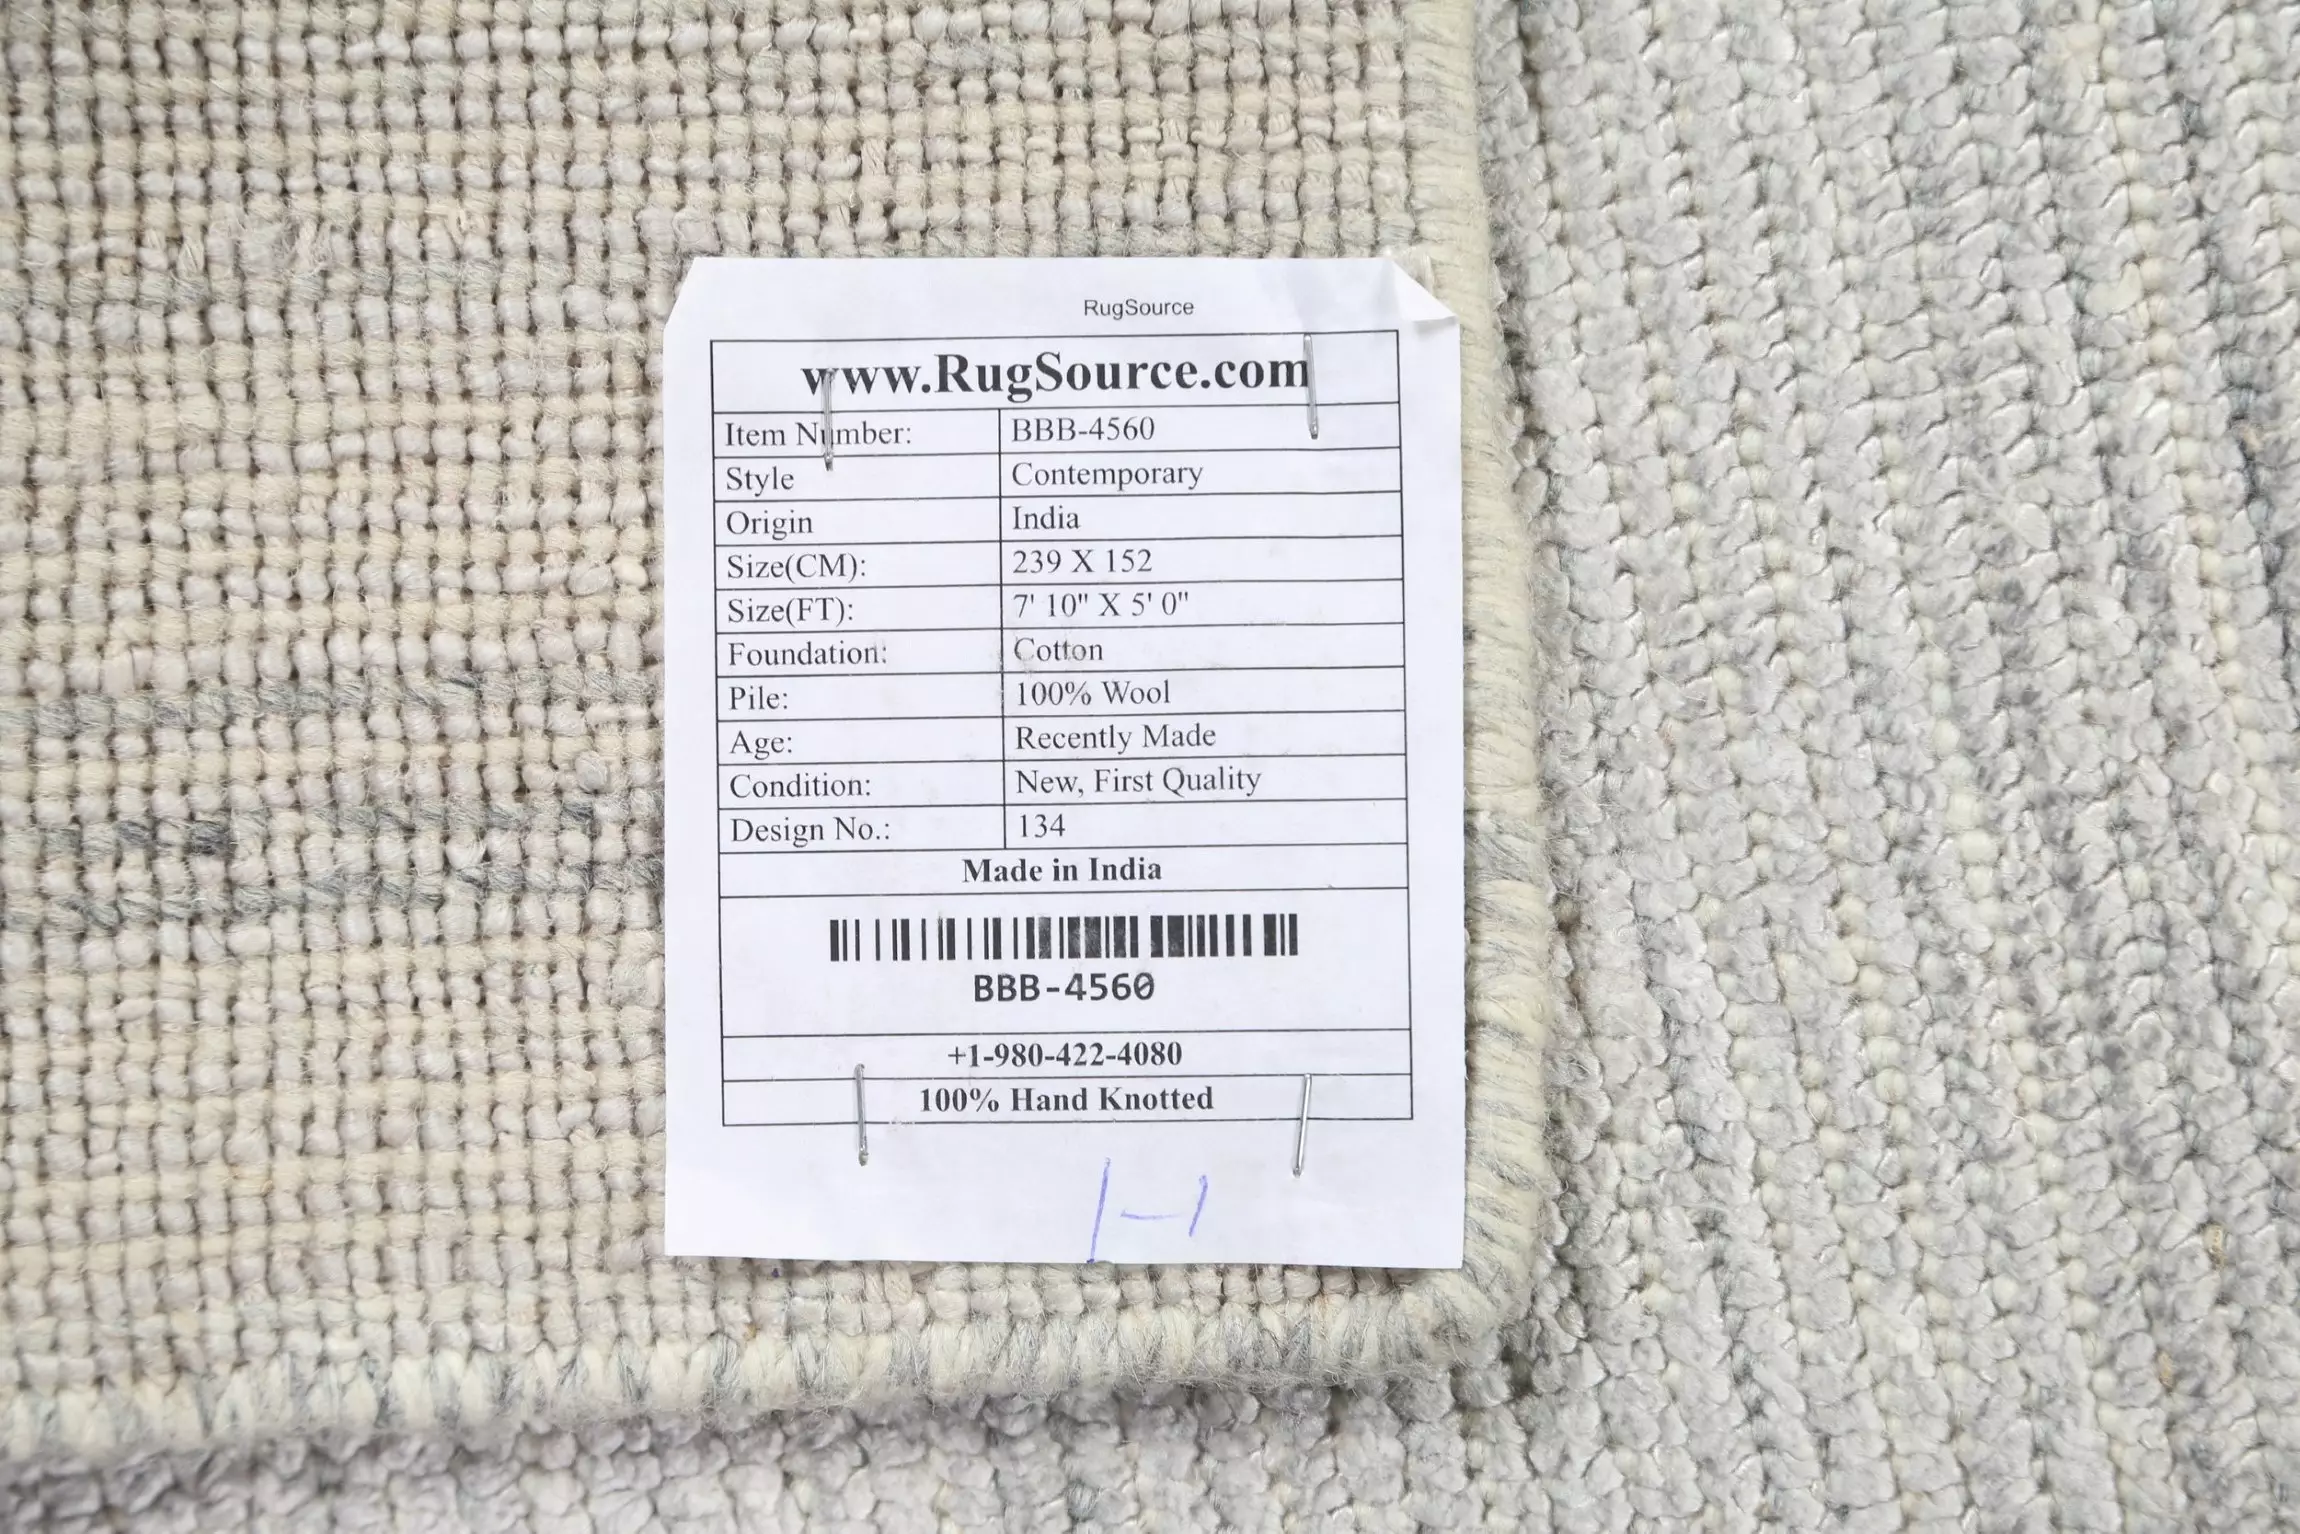 RugSource
www.RugSource.com
Item Number: BBB-4560
Style Contemporary
Origin India
Size(CM): 239 X 152
Size(FT): 7' 10" X 5' 0"
Foundation: Cotton
Pile: 100% Wool
Age: Recently Made
Condition: New, First Quality
Design No.: 134
Made in India
BBB-4560
+1-980-422-4080
100% Hand Knotted